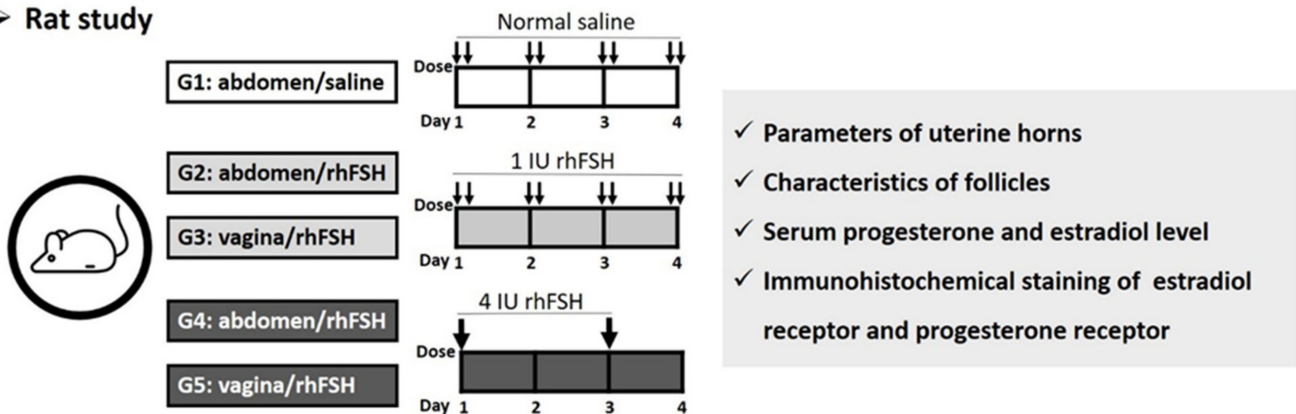 Rat study
Normal saline
G1: abdomen/saline
Dose
Day 1 2 3 4
G2: abdomen/rhFSH
G3: vagina/rhFSH
1 IU rhFSH
Dose
Day 1 2 3 4
G4: abdomen/rhFSH
G5: vagina/rhFSH
4 IU rhFSH
Dose
Day 1 2 3 4
✓ Parameters of uterine horns
✓ Characteristics of follicles
✓ Serum progesterone and estradiol level
✓ Immunohistochemical staining of estradiol
receptor and progesterone receptor